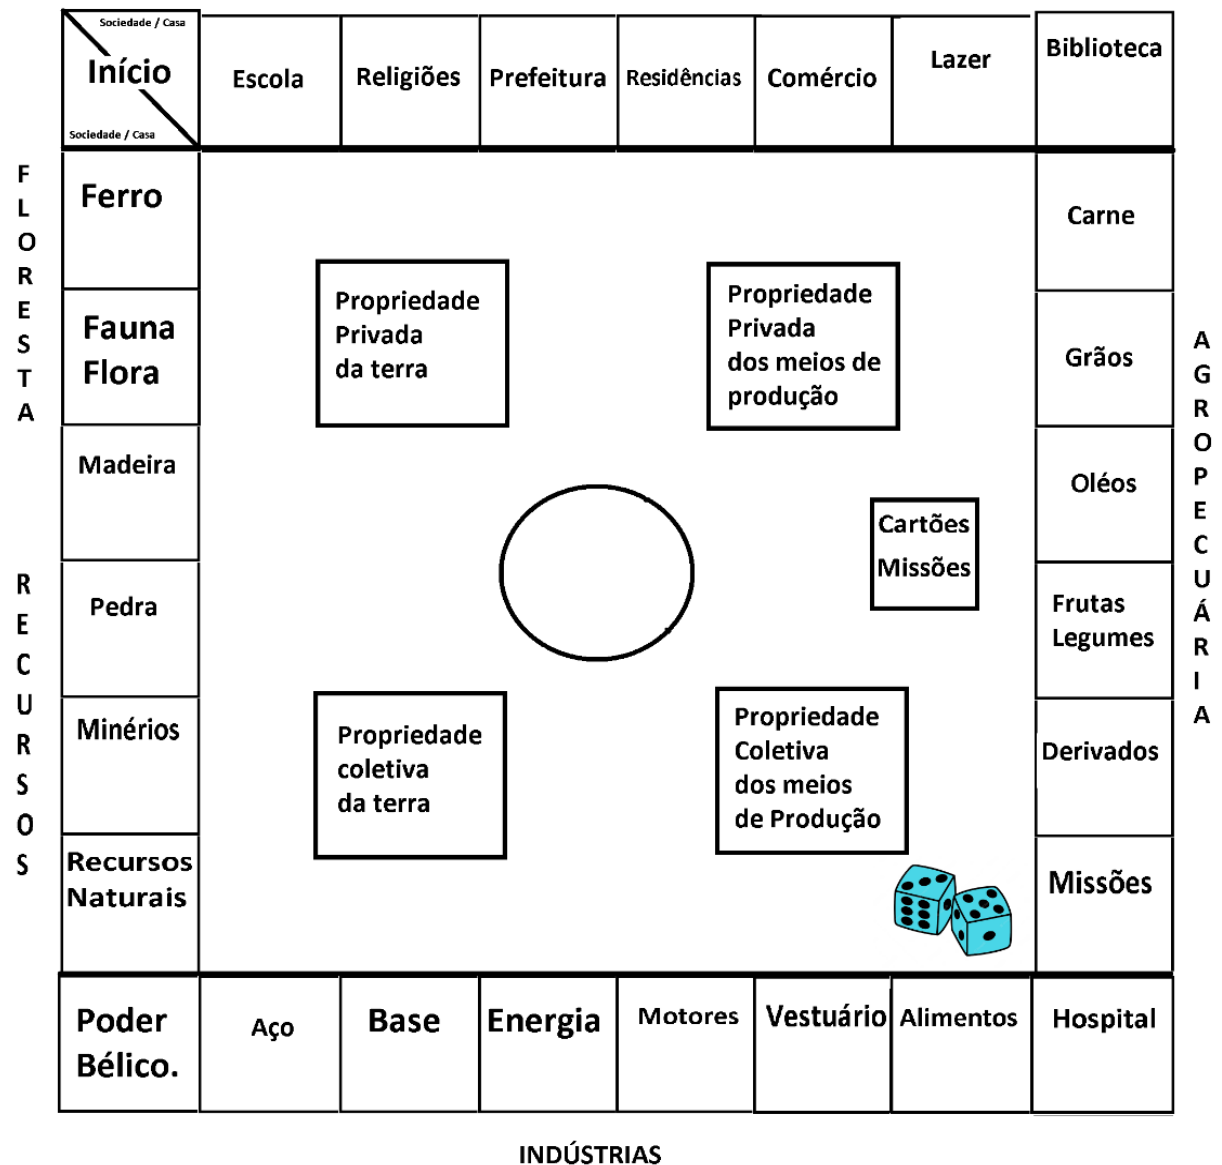 Sociedade / Casa
Início
Sociedade / Casa
Escola
Religiões
Prefeitura
Residências
Comércio
Lazer
Biblioteca
FLORESTA
Ferro
Fauna
Flora
Madeira
RECURSOS
Pedra
Minérios
Recursos
Naturais
Propriedade
Privada
da terra
Propriedade
Privada
dos meios de
produção
Cartões
Missões
Propriedade
coletiva
da terra
Propriedade
Coletiva
dos meios
de Produção
Carne
Grãos
Oléos
Frutas
Legumes
Derivados
Missões
AGROPECUÁRIA
Poder
Bélico.
Aço
Base
Energia
Motores
Vestuário
Alimentos
Hospital
INDÚSTRIAS